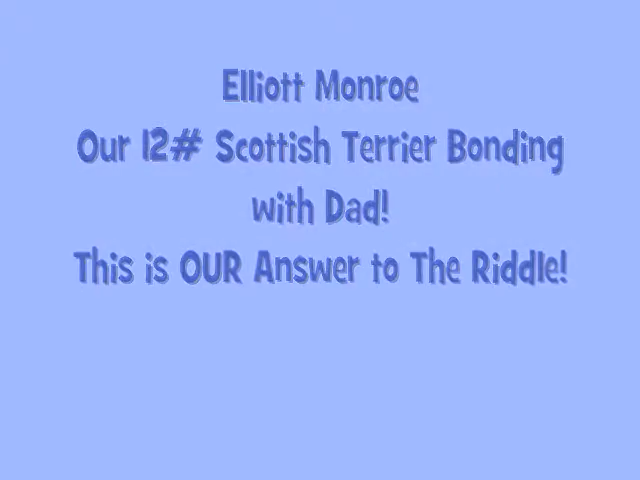 Elliott Monroe
Our 12# Scottish Terrier Bonding
with Dad!
This is OUR Answer to The Riddle!